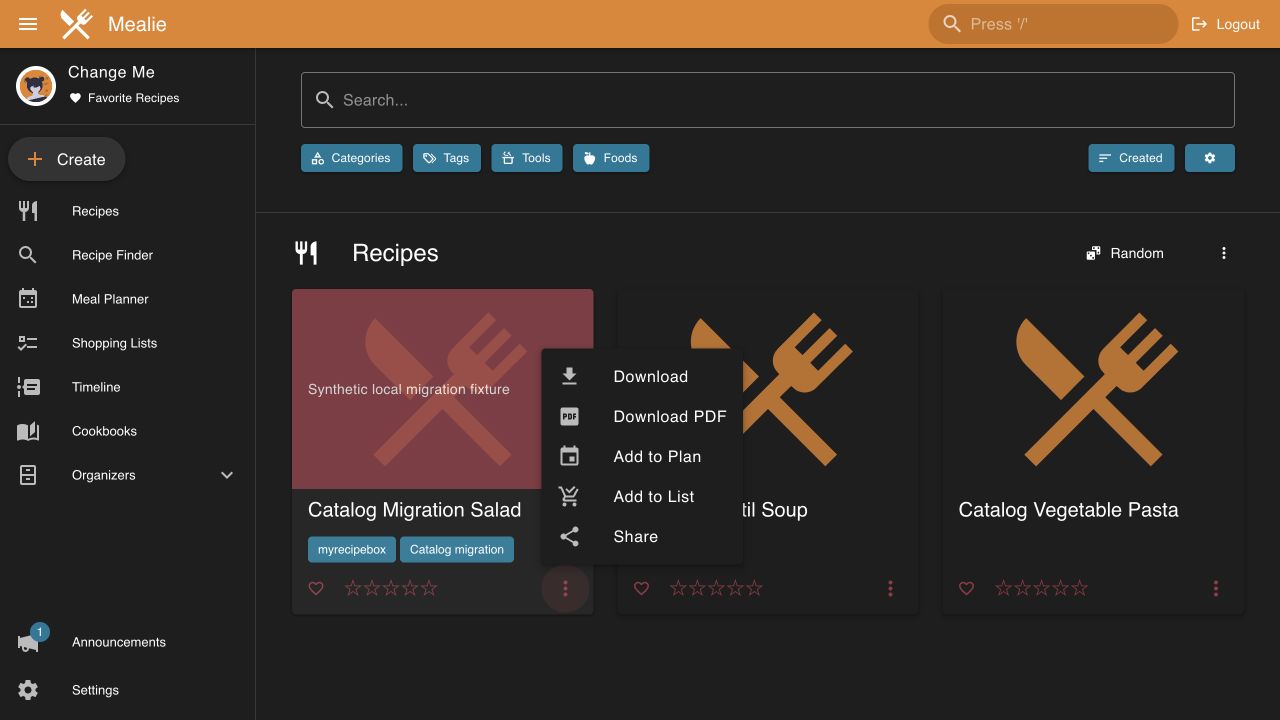 Mealie
Press '/'
Logout
Change Me
Favorite Recipes
Create
Recipes
Recipe Finder
Meal Planner
Shopping Lists
Timeline
Cookbooks
Organizers
1
Announcements
Settings
Search...
Categories
Tags
Tools
Foods
Created
Recipes
Random
Synthetic local migration fixture
Catalog Migration Salad
myrecipebox
Catalog migration
Download
PDF
Download PDF
Add to Plan
Add to List
Share
Soup
Catalog Vegetable Pasta